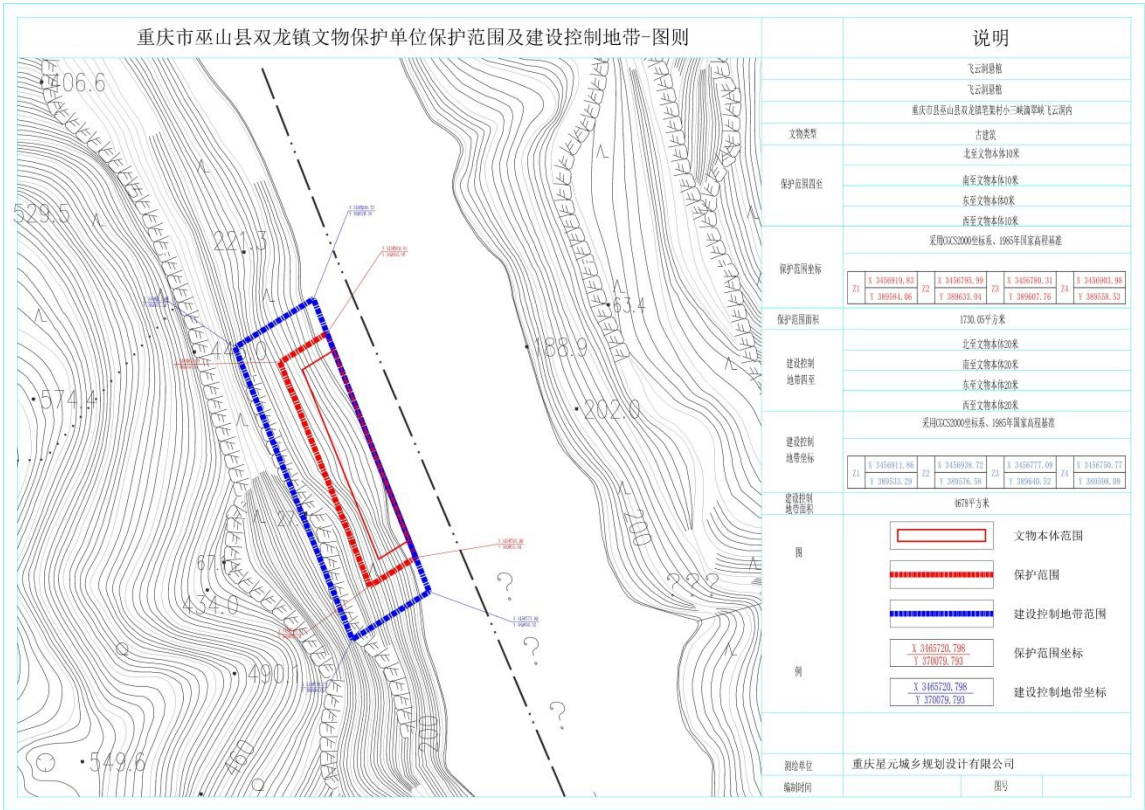 重庆市巫山县双龙镇文物保护单位保护范围及建设控制地带-图则
说明
飞云洞悬棺
飞云洞悬棺
重庆市县巫山县双龙镇笔架村小三峡滴翠峡飞云洞内
文物类型 古建筑
保护范围四至
北至文物本体10米
南至文物本体10米
东至文物本体0米
西至文物本体10米
保护范围坐标
采用CGCS2000坐标系、1985年国家高程基准
Z1 X 3456919.83 Z2 X 3456795.99 Z3 X 3456780.31 Z4 X 3456903.98
Y 389584.06 Y 389633.04 Y 389607.76 Y 389558.53
保护范围面积 1730.05平方米
建设控制
地带四至
北至文物本体20米
南至文物本体20米
东至文物本体20米
西至文物本体20米
建设控制
地带坐标
采用CGCS2000坐标系、1985年国家高程基准
Z1 X 3456911.86 Z2 X 3456938.72 Z3 X 3456777.09 Z4 X 3456750.77
Y 389533.29 Y 389576.58 Y 389640.52 Y 389598.09
建设控制
地带面积
4678平方米
图
例
文物本体范围
保护范围
建设控制地带范围
X 3465720.798
Y 370079.793
保护范围坐标
X 3465720.798
Y 370079.793
建设控制地带坐标
测绘单位 重庆星元城乡规划设计有限公司
编制时间 图号
406.6
529.5
221.3
63.4
188.9
574.4
202.0
200
???
434.0
?
?
490.1
?
200
549.6
460